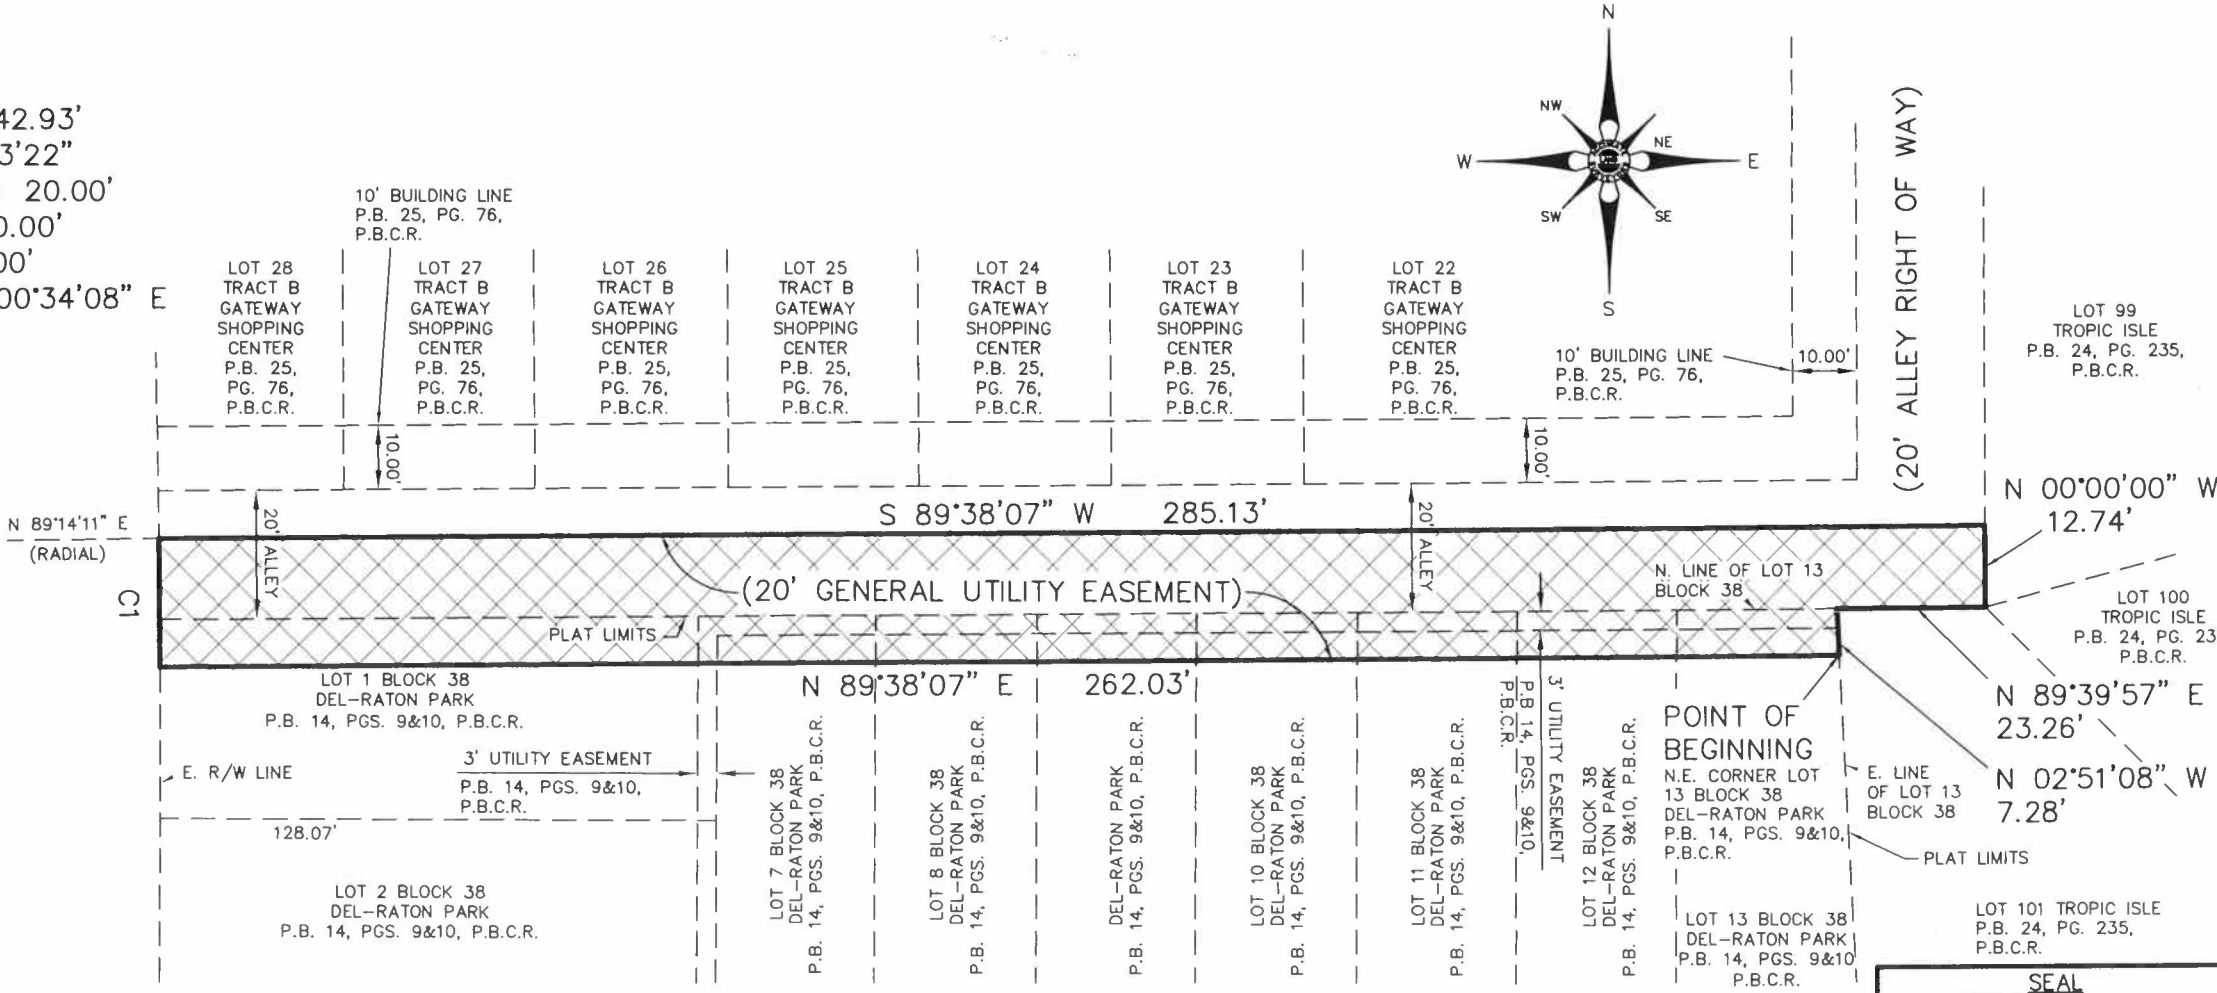 42.93'
3'22"
20.00'
0.00'
00'
00°34'08" E
N
NW
NE
W
E
SW
SE
S
10' BUILDING LINE
P.B. 25, PG. 76,
P.B.C.R.
LOT 28
TRACT B
GATEWAY
SHOPPING
CENTER
P.B. 25,
PG. 76,
P.B.C.R.
LOT 27
TRACT B
GATEWAY
SHOPPING
CENTER
P.B. 25,
PG. 76,
P.B.C.R.
LOT 26
TRACT B
GATEWAY
SHOPPING
CENTER
P.B. 25,
PG. 76,
P.B.C.R.
LOT 25
TRACT B
GATEWAY
SHOPPING
CENTER
P.B. 25,
PG. 76,
P.B.C.R.
LOT 24
TRACT B
GATEWAY
SHOPPING
CENTER
P.B. 25,
PG. 76,
P.B.C.R.
LOT 23
TRACT B
GATEWAY
SHOPPING
CENTER
P.B. 25,
PG. 76,
P.B.C.R.
LOT 22
TRACT B
GATEWAY
SHOPPING
CENTER
P.B. 25,
PG. 76,
P.B.C.R.
10' BUILDING LINE
P.B. 25, PG. 76,
P.B.C.R.
10.00'
(20' ALLEY RIGHT OF WAY)
LOT 99
TROPIC ISLE
P.B. 24, PG. 235,
P.B.C.R.
10.00'
10.00'
N 00°00'00" W
12.74'
N 89°14'11" E
(RADIAL)
C1
20' ALLEY
S 89°38'07" W 285.13'
20' ALLEY
(20' GENERAL UTILITY EASEMENT)
N. LINE OF LOT 13
BLOCK 38
PLAT LIMITS
LOT 100
TROPIC ISLE
P.B. 24, PG. 23
P.B.C.R.
LOT 1 BLOCK 38
DEL-RATON PARK
P.B. 14, PGS. 9&10, P.B.C.R.
N 89°38'07" E 262.03'
N 89°39'57" E
23.26'
N 02°51'08" W
7.28'
POINT OF
BEGINNING
N.E. CORNER LOT
13 BLOCK 38
DEL-RATON PARK
P.B. 14, PGS. 9&10,
P.B.C.R.
E. LINE
OF LOT 13
BLOCK 38
PLAT LIMITS
E. R/W LINE
3' UTILITY EASEMENT
P.B. 14, PGS. 9&10,
P.B.C.R.
128.07'
LOT 2 BLOCK 38
DEL-RATON PARK
P.B. 14, PGS. 9&10, P.B.C.R.
LOT 7 BLOCK 38
DEL-RATON PARK
P.B. 14, PGS. 9&10, P.B.C.R.
LOT 8 BLOCK 38
DEL-RATON PARK
P.B. 14, PGS. 9&10, P.B.C.R.
DEL-RATON PARK
P.B. 14, PGS. 9&10, P.B.C.R.
LOT 10 BLOCK 38
DEL-RATON PARK
P.B. 14, PGS. 9&10, P.B.C.R.
LOT 11 BLOCK 38
DEL-RATON PARK
P.B. 14, PGS. 9&10, P.B.C.R.
3' UTILITY EASEMENT
P.B 14, PGS. 9&10,
P.B.C.R.
LOT 12 BLOCK 38
DEL-RATON PARK
P.B. 14, PGS. 9&10, P.B.C.R.
LOT 13 BLOCK 38
DEL-RATON PARK
P.B. 14, PGS. 9&10
P.B.C.R.
LOT 101 TROPIC ISLE
P.B. 24, PG. 235,
P.B.C.R.
SEAL